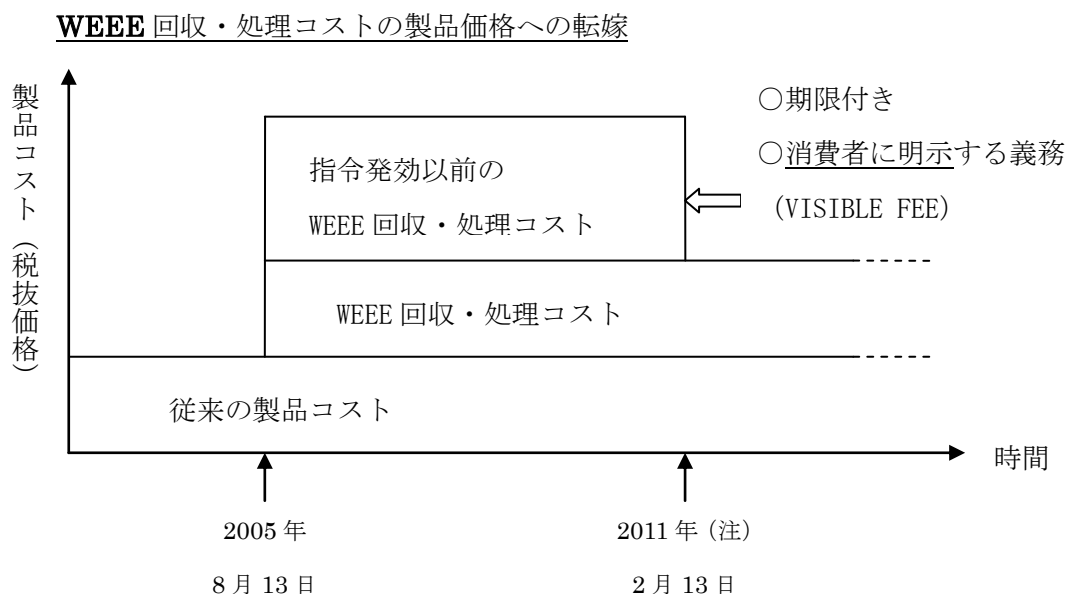 WEEE 回収・処理コストの製品価格への転嫁
製品コスト(税抜価格)
○期限付き
○消費者に明示する義務
(VISIBLE FEE)
指令発効以前の
WEEE 回収・処理コスト
WEEE 回収・処理コスト
従来の製品コスト
時間
2005 年
8 月 13 日
2011 年(注)
2 月 13 日